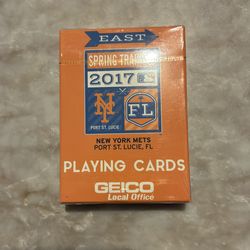 EAST
SPRING TRAINING
2017
NY
FL
PORT ST. LUCIE
NEW YORK METS
PORT ST. LUCIE, FL
PLAYING CARDS
GEICO
Local Office